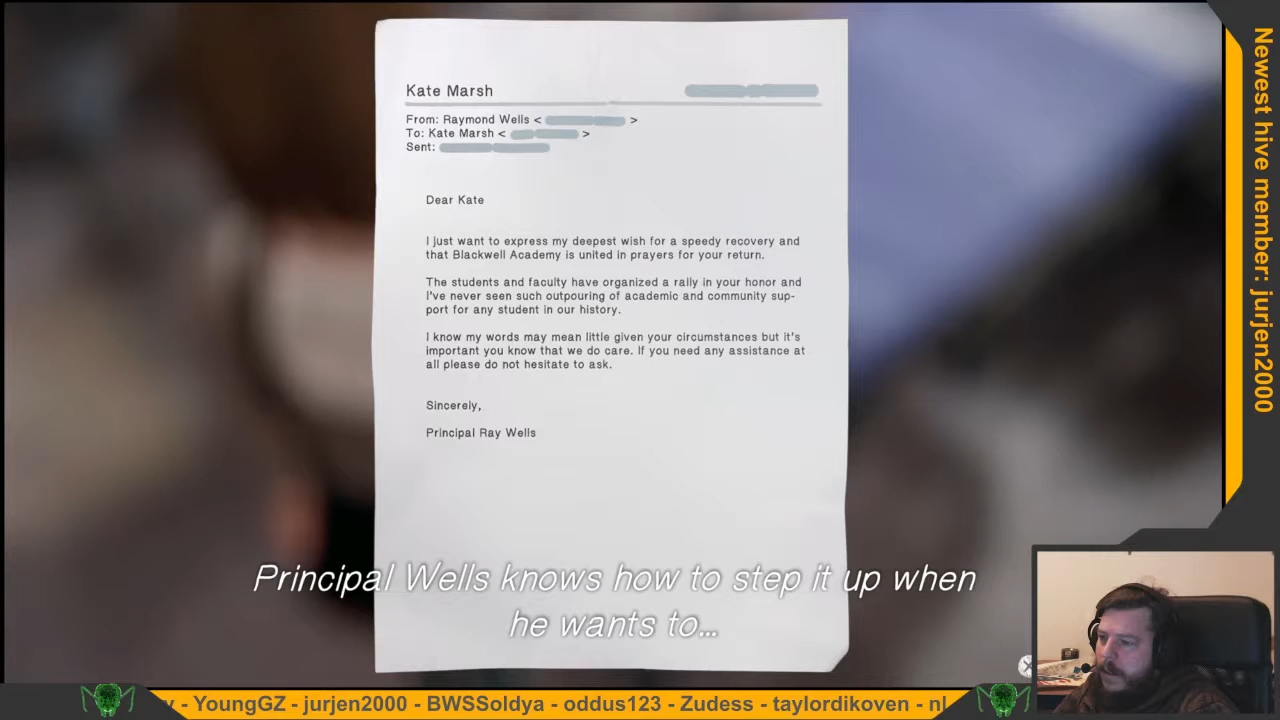 Kate Marsh
From: Raymond Wells < >
To: Kate Marsh < >
Sent:
Dear Kate
I just want to express my deepest wish for a speedy recovery and
that Blackwell Academy is united in prayers for your return.
The students and faculty have organized a rally in your honor and
I've never seen such outpouring of academic and community sup-
port for any student in our history.
I know my words may mean little given your circumstances but it's
important you know that we do care. If you need any assistance at
all please do not hesitate to ask.
Sincerely,
Principal Ray Wells
Principal Wells knows how to step it up when
he wants to...
Newest hive member: jurjen2000
- YoungGZ - jurjen2000 - BWSSoldya - oddus123 - Zudess - taylordikoven - nl